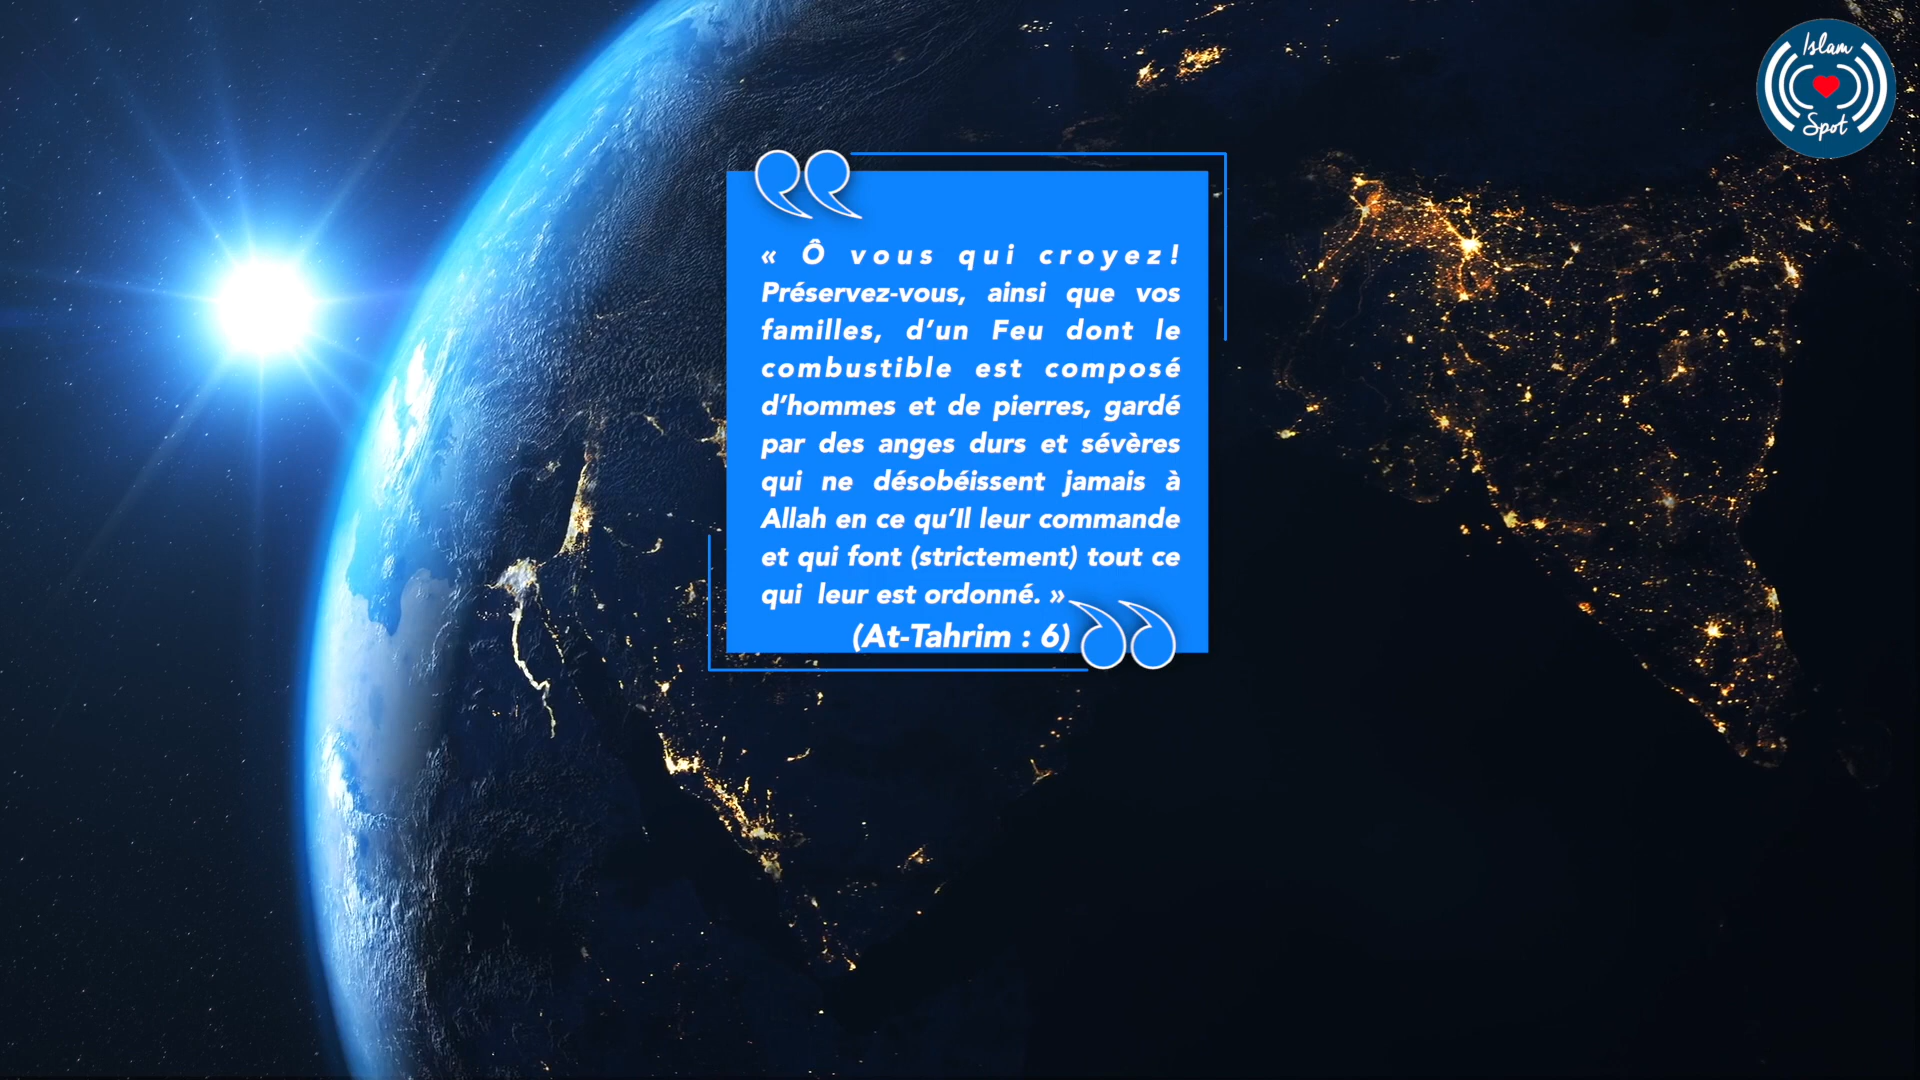 Islam
Spot
« Ô vous qui croyez!
Préservez-vous, ainsi que vos
familles, d’un Feu dont le
combustible est composé
d’hommes et de pierres, gardé
par des anges durs et sévères
qui ne désobéissent jamais à
Allah en ce qu’Il leur commande
et qui font (strictement) tout ce
qui  leur est ordonné. »
(At-Tahrim : 6)